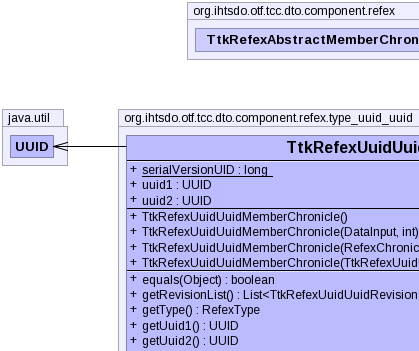 org.ihtsdo.otf.tcc.dto.component.refex
TtkRefexAbstractMemberChron
java.util
UUID
org.ihtsdo.otf.tcc.dto.component.refex.type_uuid_uuid
TtkRefexUuidUui
+ serialVersionUID : long
+ uuid1 : UUID
+ uuid2 : UUID
+ TtkRefexUuidUuidMemberChronicle()
+ TtkRefexUuidUuidMemberChronicle(DataInput, int)
+ TtkRefexUuidUuidMemberChronicle(RefexChronic
+ TtkRefexUuidUuidMemberChronicle(TtkRefexUuid
+ equals(Object) : boolean
+ getRevisionList() : List<TtkRefexUuidUuidRevision
+ getType() : RefexType
+ getUuid1() : UUID
+ getUuid2() : UUID